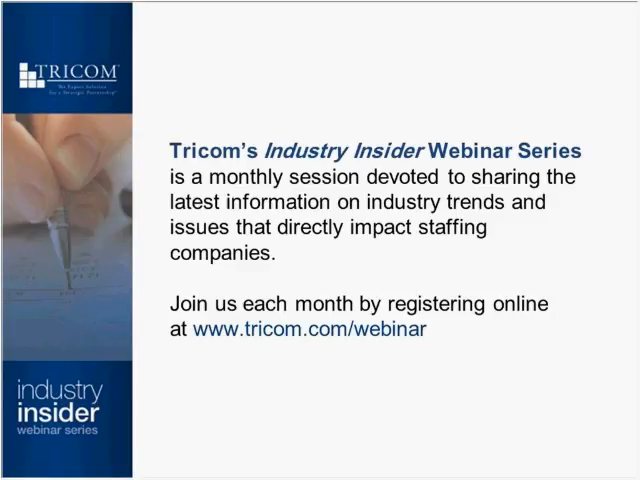 TRICOM
Tricom's Industry Insider Webinar Series
is a monthly session devoted to sharing the
latest information on industry trends and
issues that directly impact staffing
companies.
Join us each month by registering online
at www.tricom.com/webinar
industry
insider
webinar series